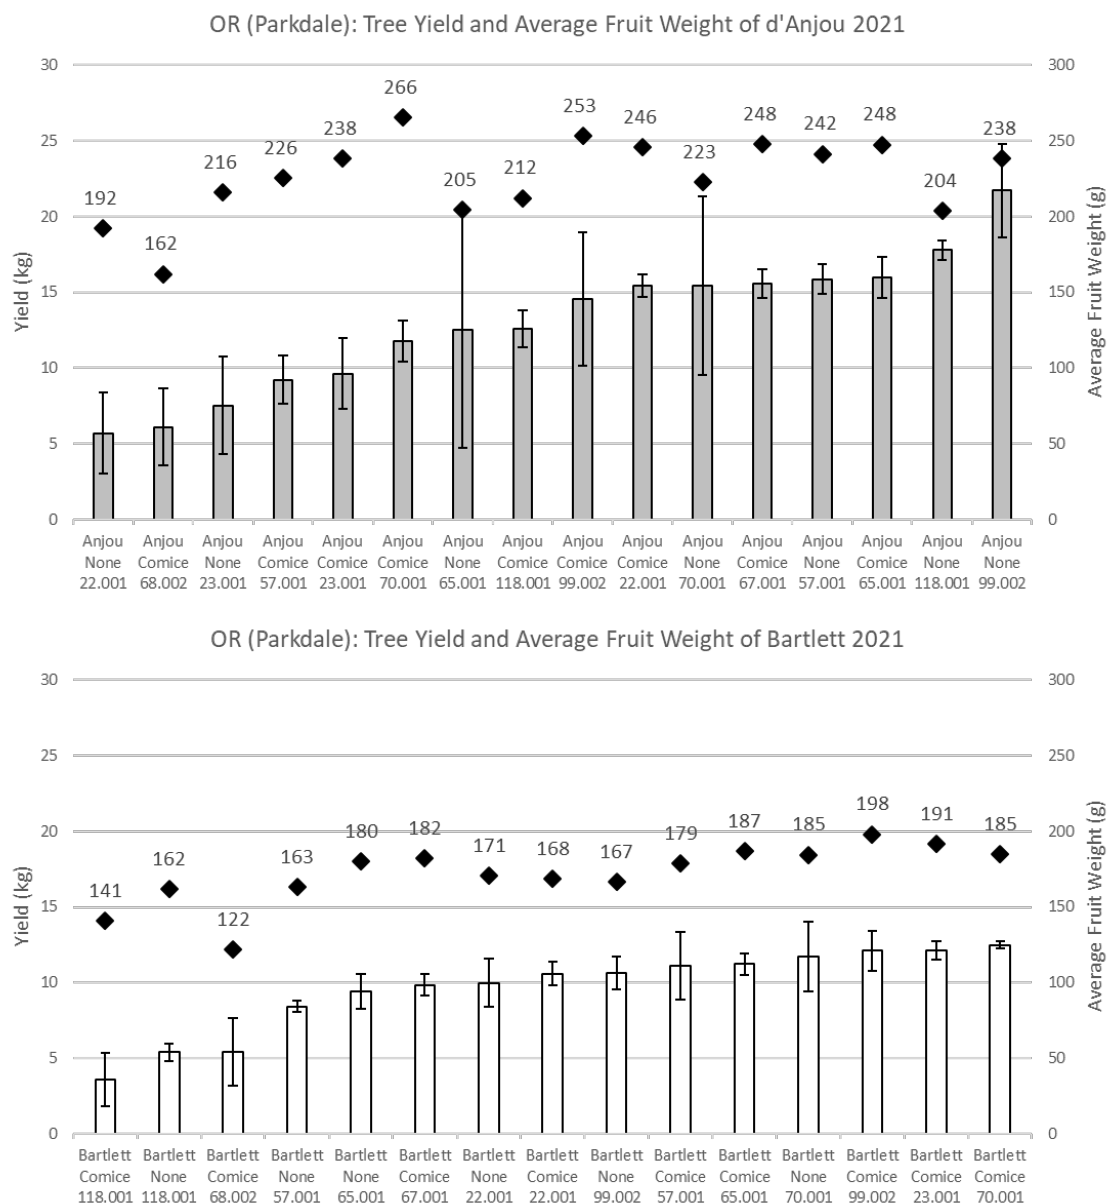 OR (Parkdale): Tree Yield and Average Fruit Weight of d'Anjou 2021
30
25
20
15
10
5
0
Yield (kg)
300
250
200
150
100
50
0
Average Fruit Weight (g)
192
162
216
226
238
266
205
212
253
246
223
248
242
248
204
238
Anjou None 22.001
Anjou Comice 68.002
Anjou None 23.001
Anjou Comice 57.001
Anjou Comice 23.001
Anjou Comice 70.001
Anjou None 65.001
Anjou Comice 118.001
Anjou Comice 99.002
Anjou Comice 22.001
Anjou None 70.001
Anjou Comice 67.001
Anjou None 57.001
Anjou Comice 65.001
Anjou None 118.001
Anjou None 99.002
OR (Parkdale): Tree Yield and Average Fruit Weight of Bartlett 2021
30
25
20
15
10
5
0
Yield (kg)
300
250
200
150
100
50
0
Average Fruit Weight (g)
141
162
122
163
180
182
171
168
167
179
187
185
198
191
185
Bartlett Comice 118.001
Bartlett None 118.001
Bartlett Comice 68.002
Bartlett None 57.001
Bartlett None 65.001
Bartlett Comice 67.001
Bartlett None 22.001
Bartlett Comice 22.001
Bartlett None 99.002
Bartlett Comice 57.001
Bartlett Comice 65.001
Bartlett None 70.001
Bartlett Comice 99.002
Bartlett Comice 23.001
Bartlett Comice 70.001